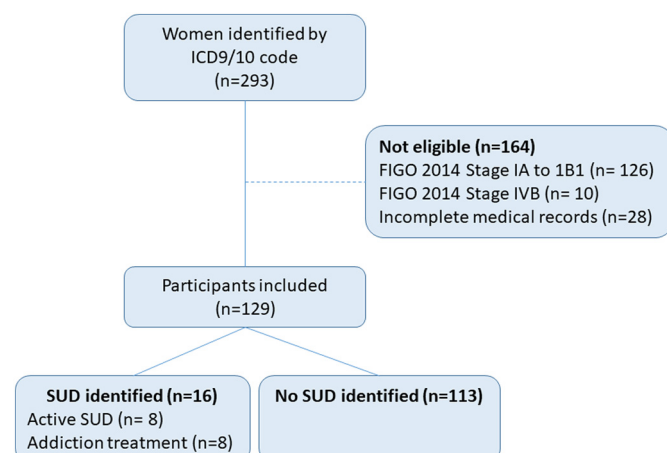 Women identified by
ICD9/10 code
(n=293)
Not eligible (n=164)
FIGO 2014 Stage IA to 1B1 (n= 126)
FIGO 2014 Stage IVB (n= 10)
Incomplete medical records (n=28)
Participants included
(n=129)
SUD identified (n=16)
Active SUD (n= 8)
Addiction treatment (n=8)
No SUD identified (n=113)